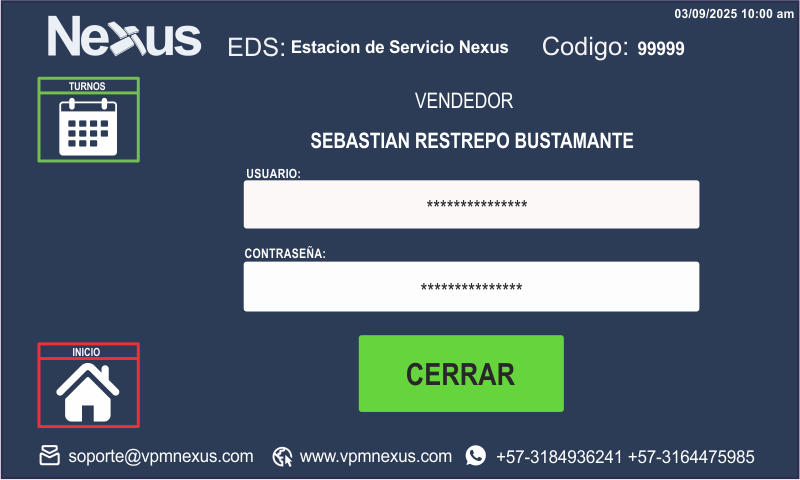 03/09/2025 10:00 am
Nexus
EDS: Estacion de Servicio Nexus
Codigo: 99999
TURNOS
VENDEDOR
SEBASTIAN RESTREPO BUSTAMANTE
USUARIO:
***************
CONTRASEÑA:
***************
INICIO
CERRAR
soporte@vpmnexus.com www.vpmnexus.com +57-3184936241 +57-3164475985